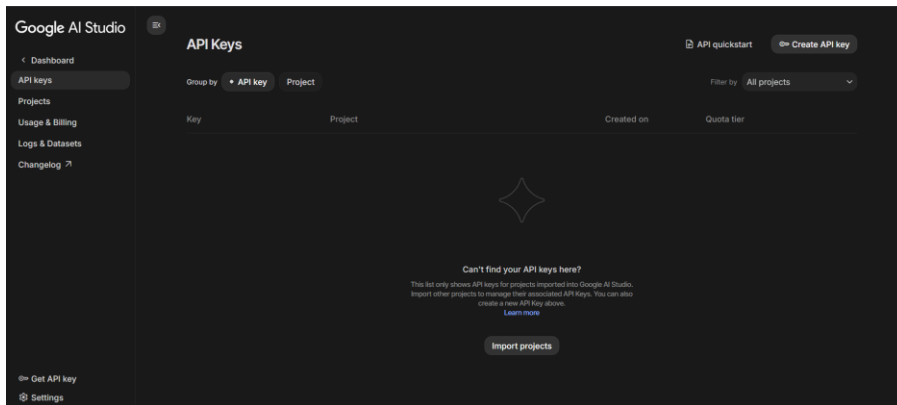 Google AI Studio
Dashboard
API keys
Projects
Usage & Billing
Logs & Datasets
Changelog
Get API key
Settings
API Keys
API quickstart
Create API key
Group by API key Project
Filter by All projects
Key Project Created on Quota tier
Can't find your API keys here?
This list only shows API keys for projects imported into Google AI Studio.
Import other projects to manage their associated API Keys. You can also
create a new API Key above.
Learn more
Import projects